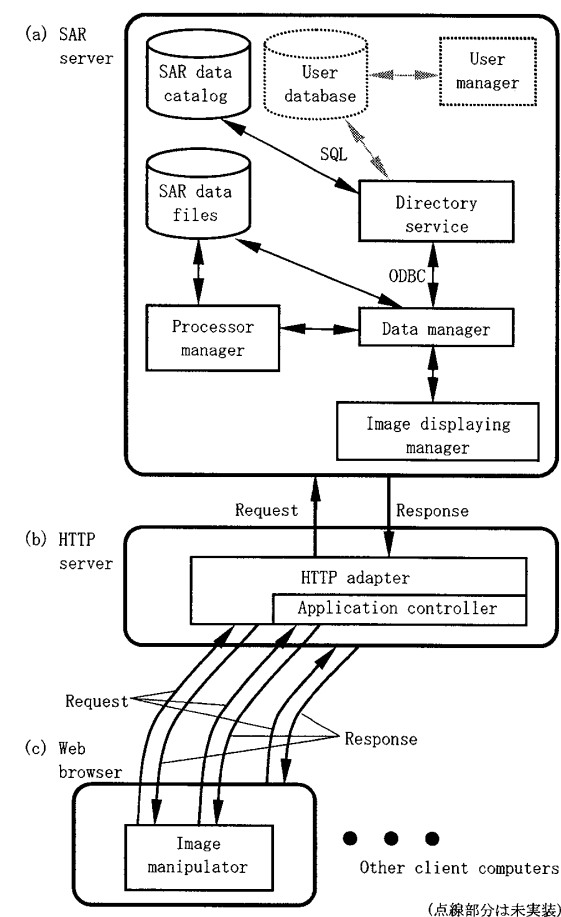 (a) SAR
server
SAR data
catalog
User
database
User
manager
SQL
SAR data
files
Directory
service
ODBC
Processor
manager
Data manager
Image displaying
manager
Request
Response
(b) HTTP
server
HTTP adapter
Application controller
Request
Response
(c) Web
browser
Image
manipulator
Other client computers
(点線部分は未実装)